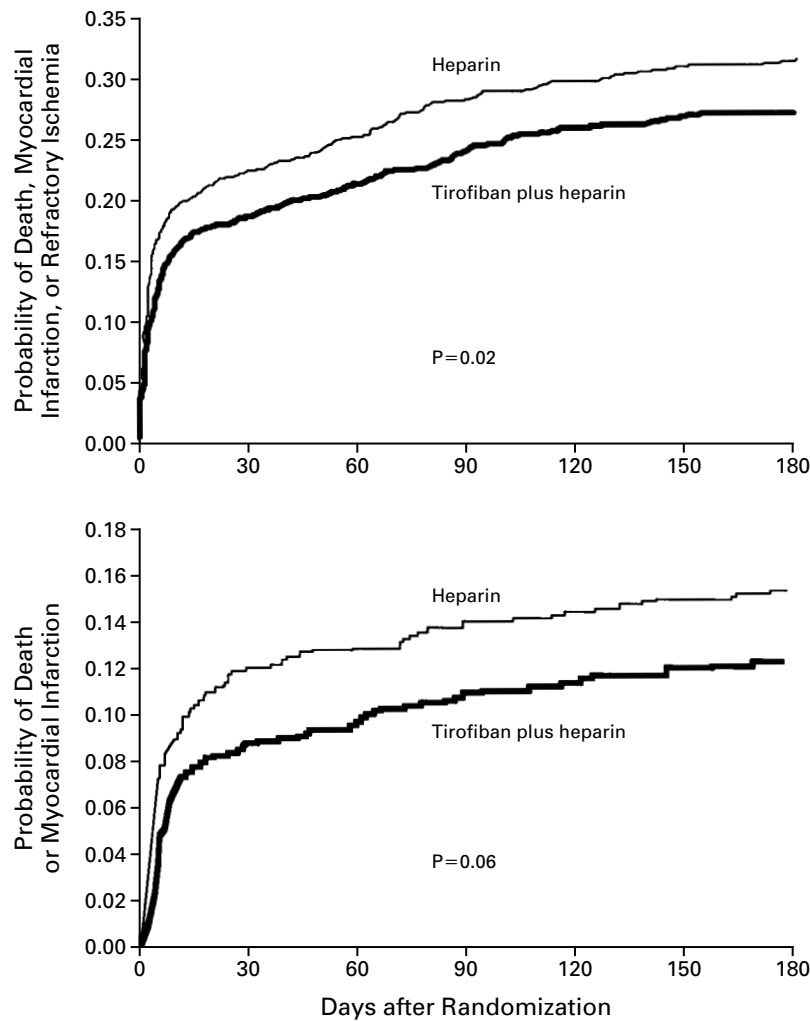 Probability of Death, Myocardial
Infarction, or Refractory Ischemia
0.35
0.30
0.25
0.20
0.15
0.10
0.05
0.00
Heparin
Tirofiban plus heparin
P=0.02
0 30 60 90 120 150 180
Probability of Death
or Myocardial Infarction
0.18
0.16
0.14
0.12
0.10
0.08
0.06
0.04
0.02
0.00
Heparin
Tirofiban plus heparin
P=0.06
0 30 60 90 120 150 180
Days after Randomization